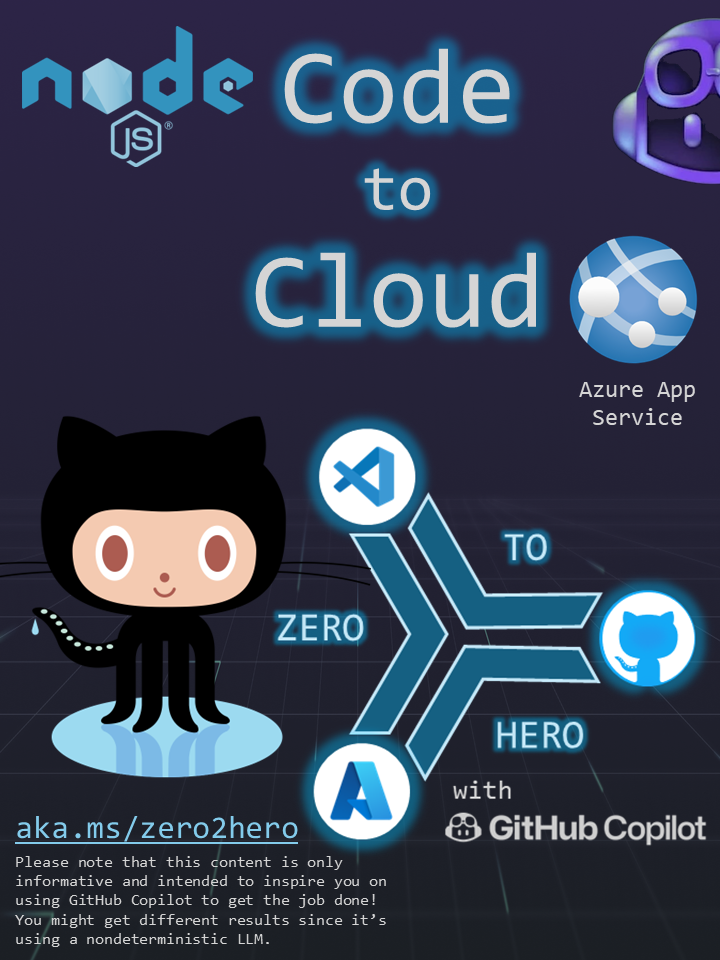 node
JS®
Code
to
Cloud
Azure App
Service
TO
ZERO
HERO
with
GitHub Copilot
aka.ms/zero2hero
Please note that this content is only
informative and intended to inspire you on
using GitHub Copilot to get the job done!
You might get different results since it’s
using a nondeterministic LLM.